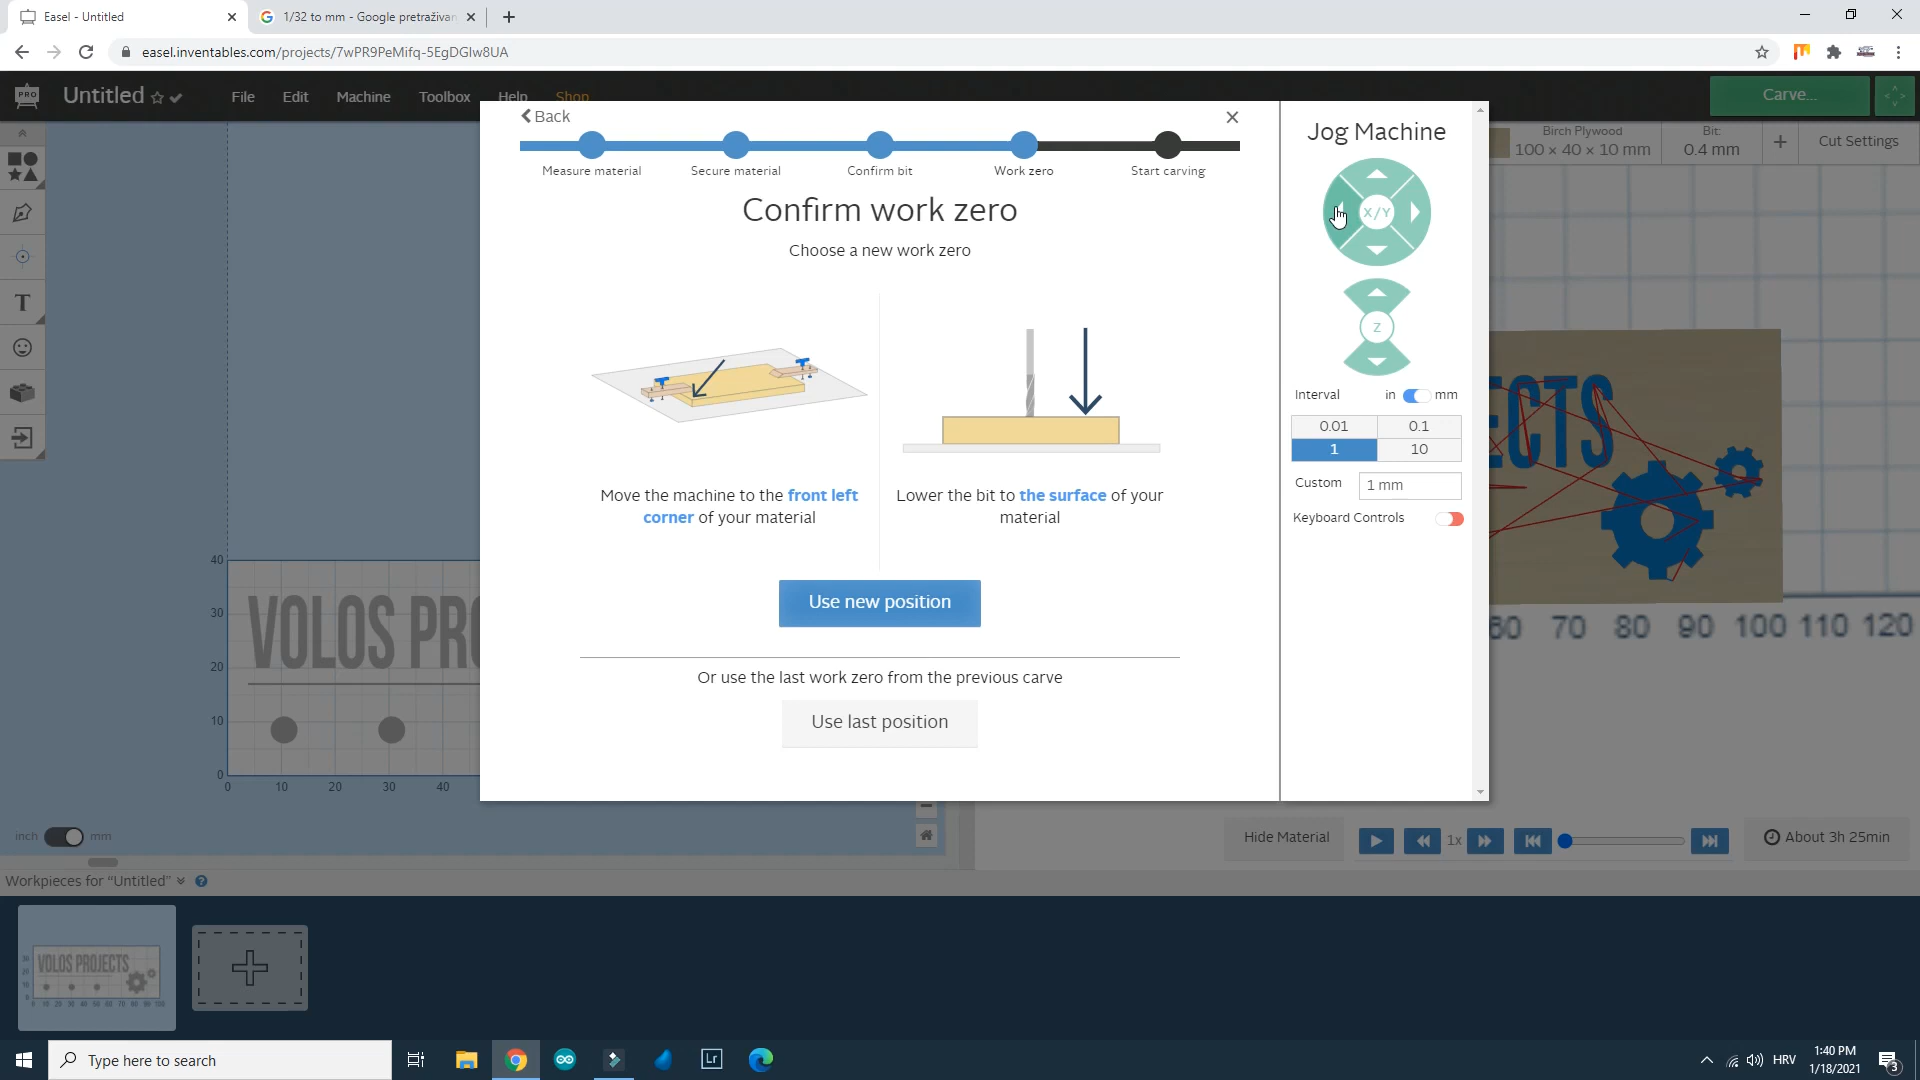 Easel - Untitled
1/32 to mm - Google pretraživan
easel.inventables.com/projects/7wPR9PeMifq-5EgDGlw8UA
PRO
Untitled
File Edit Machine Toolbox Help Shop
Carve...
Birch Plywood
100 × 40 × 10 mm
Bit:
0.4 mm
Cut Settings
Back
Measure material
Secure material
Confirm bit
Work zero
Start carving
Confirm work zero
Choose a new work zero
Move the machine to the front left
corner of your material
Lower the bit to the surface of your
material
Use new position
Or use the last work zero from the previous carve
Use last position
Jog Machine
X/Y
Z
Interval
in
mm
0.01 0.1
1 10
Custom
1 mm
Keyboard Controls
T
VOLOS PRO
40
30
20
10
0
0 10 20 30 40
ECTS
60 70 80 90 100 110 120
inch
mm
Hide Material
1x
About 3h 25min
Workpieces for “Untitled”
VOLOS PROJECTS
Type here to search
Lr
HRV
1:40 PM
1/18/2021
3